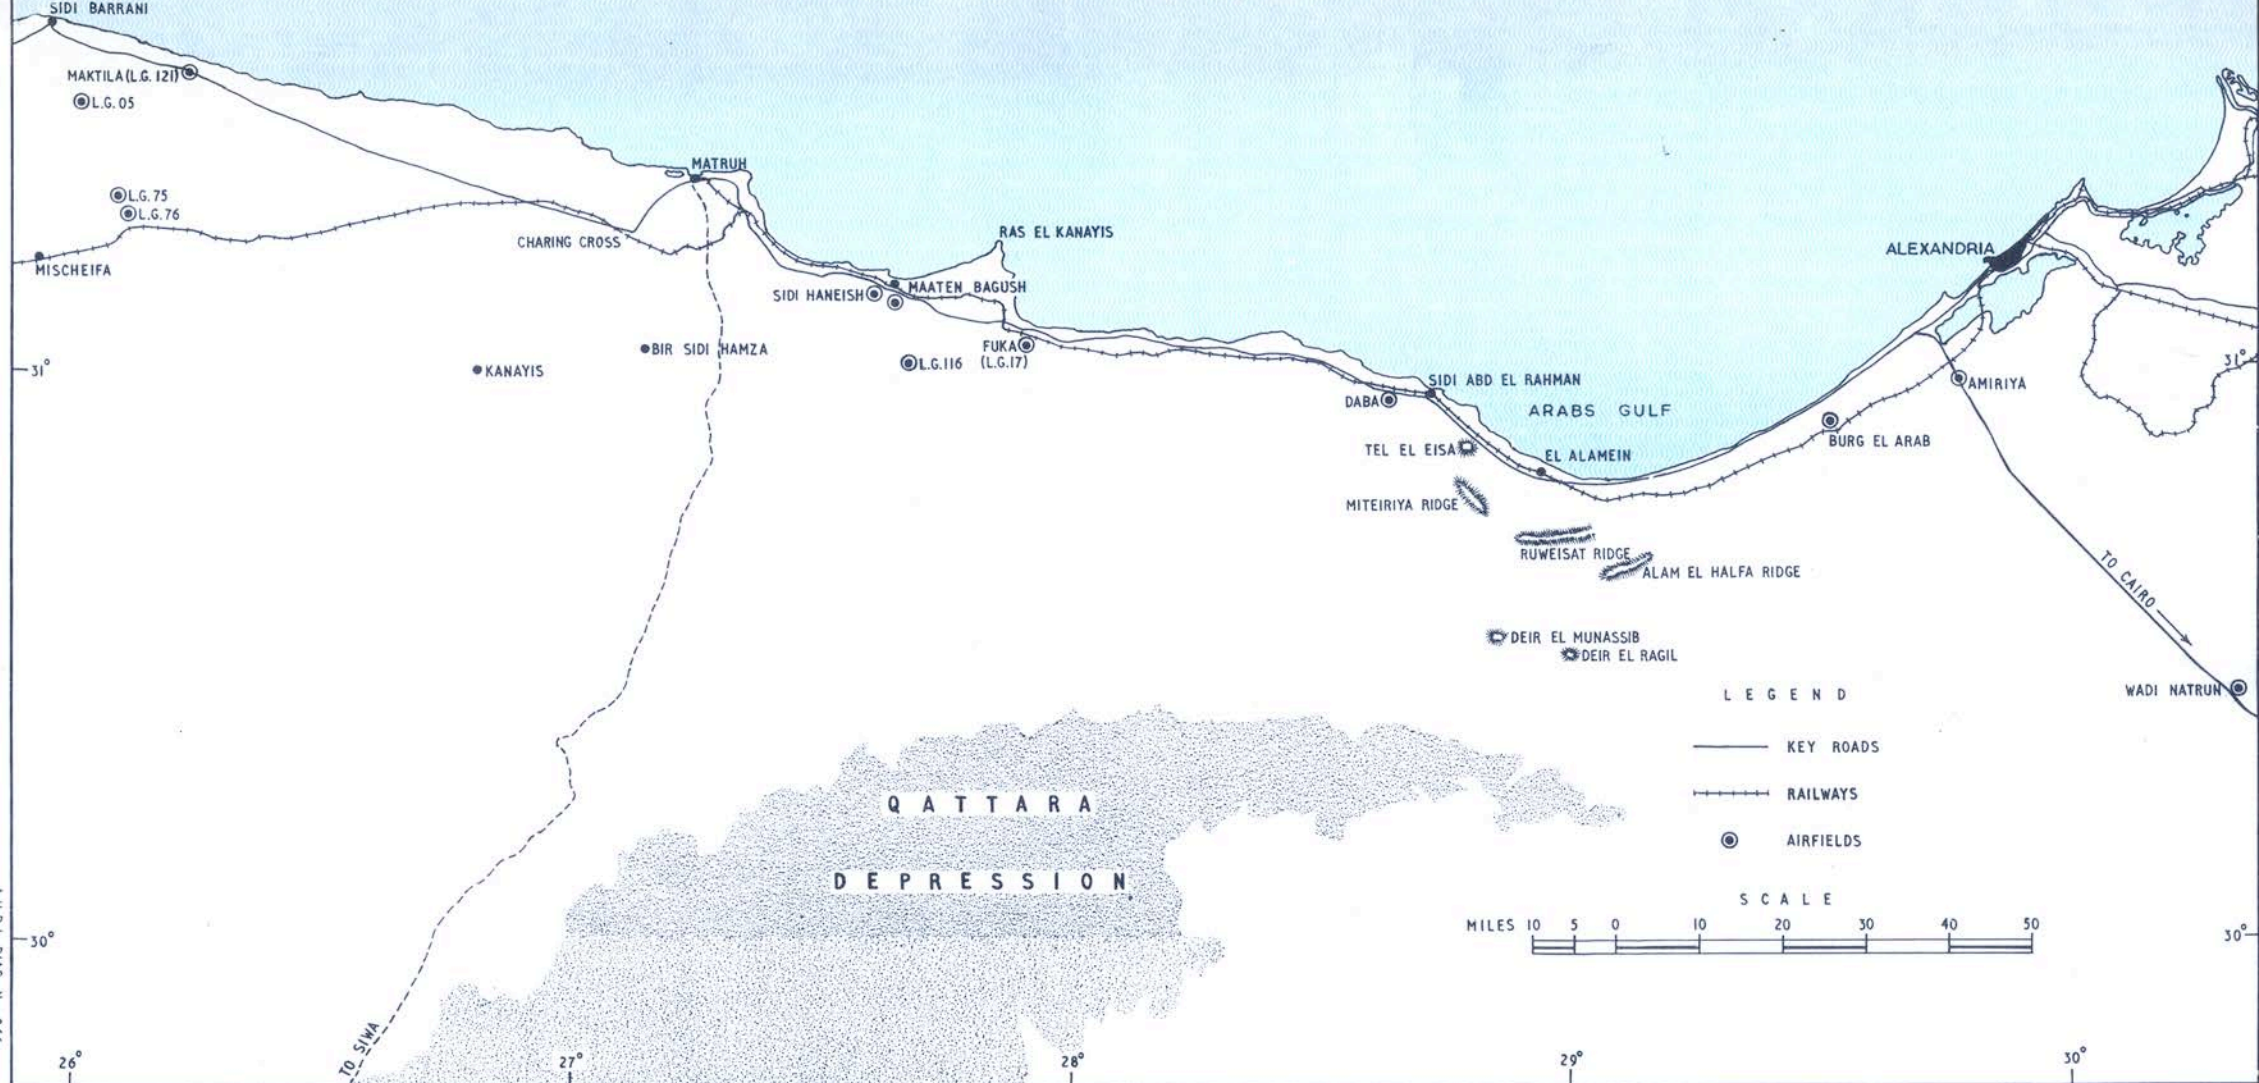 SIDI BARRANI
MAKTILA (L.G. 121)
L.G. 05
MATRUH
L.G. 75
L.G. 76
CHARING CROSS
RAS EL KANAYIS
ALEXANDRIA
MISCHEIFA
SIDI HANEISH
MAATEN BAGUSH
BIR SIDI HAMZA
FUKA
(L.G.17)
L.G.116
31°
31°
KANAYIS
SIDI ABD EL RAHMAN
AMIRIYA
DABA
ARABS GULF
BURG EL ARAB
TEL EL EISA
EL ALAMEIN
MITEIRIYA RIDGE
RUWEISAT RIDGE
ALAM EL HALFA RIDGE
TO CAIRO
DEIR EL MUNASSIB
DEIR EL RAGIL
WADI NATRUN
LEGEND
KEY ROADS
RAILWAYS
AIRFIELDS
QATTARA
DEPRESSION
SCALE
MILES 10 5 0 10 20 30 40 50
30°
30°
TO SIWA
26°
27°
28°
29°
30°